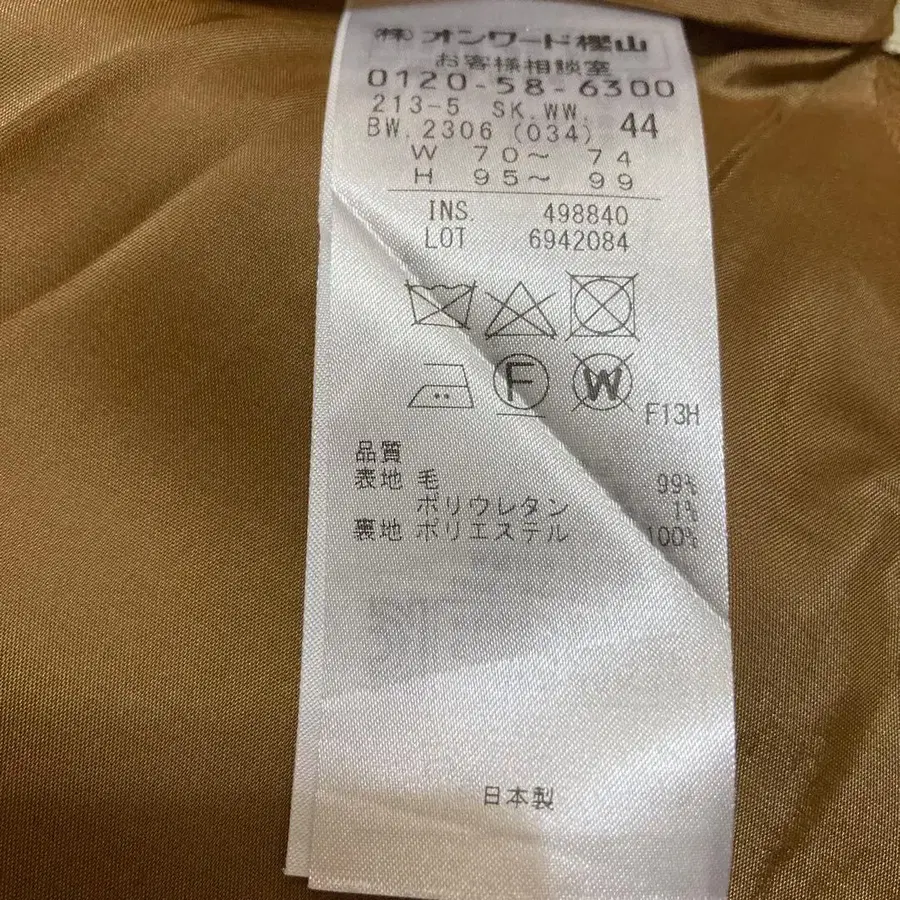 ㈱ オンワード樫山
お客様相談室
0120-58-6300
213-5 SK.WW.
BW.2306 (034) 44
W 70〜 74
H 95〜 99
INS. 498840
LOT 6942084
F
W
F13H
品質
表地 毛 99%
ポリウレタン 1%
裏地 ポリエステル 100%
日本製